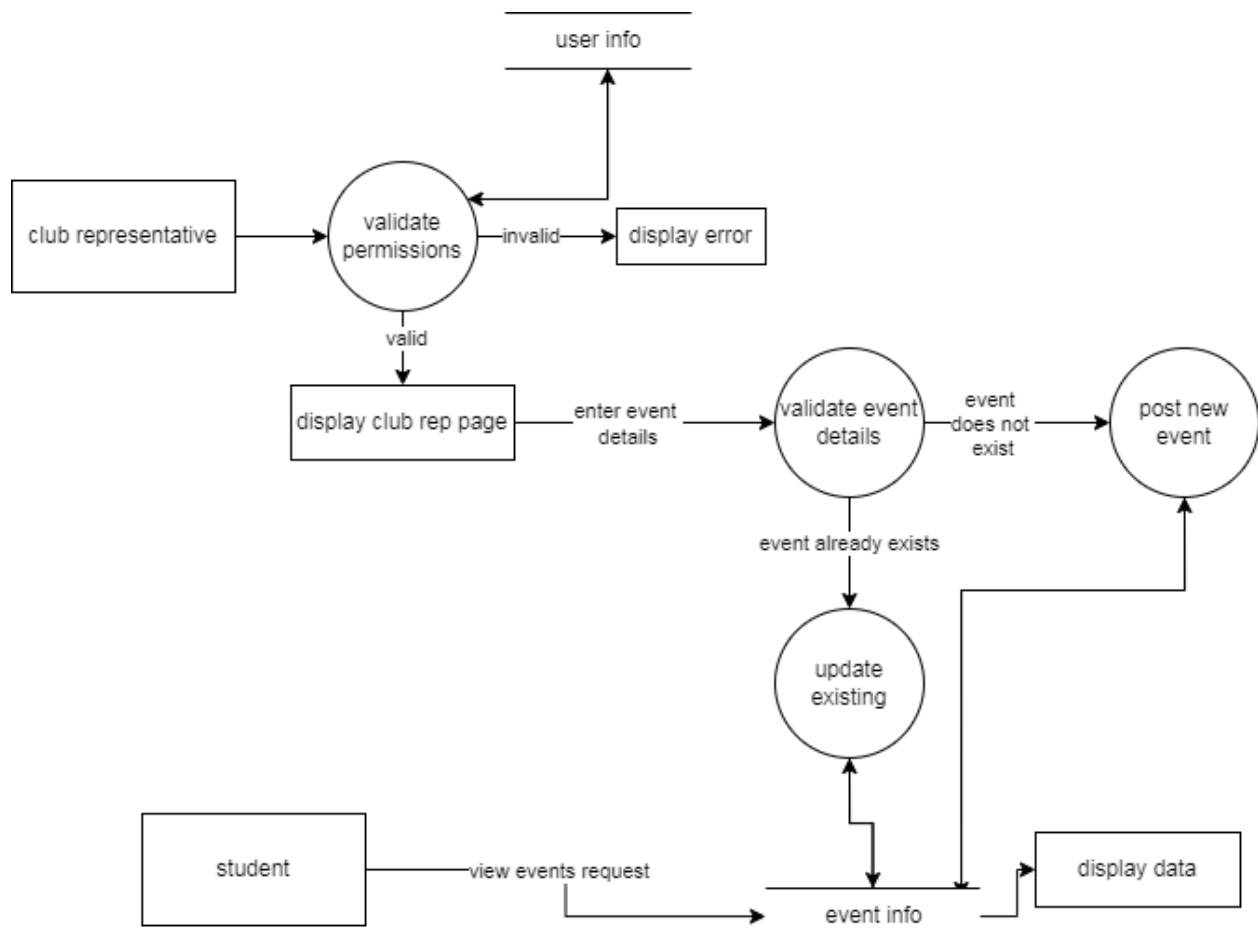 user info
club representative
validate
permissions
invalid
display error
valid
display club rep page
enter event
details
validate event
details
event
does not
exist
post new
event
event already exists
update
existing
student
view events request
event info
display data